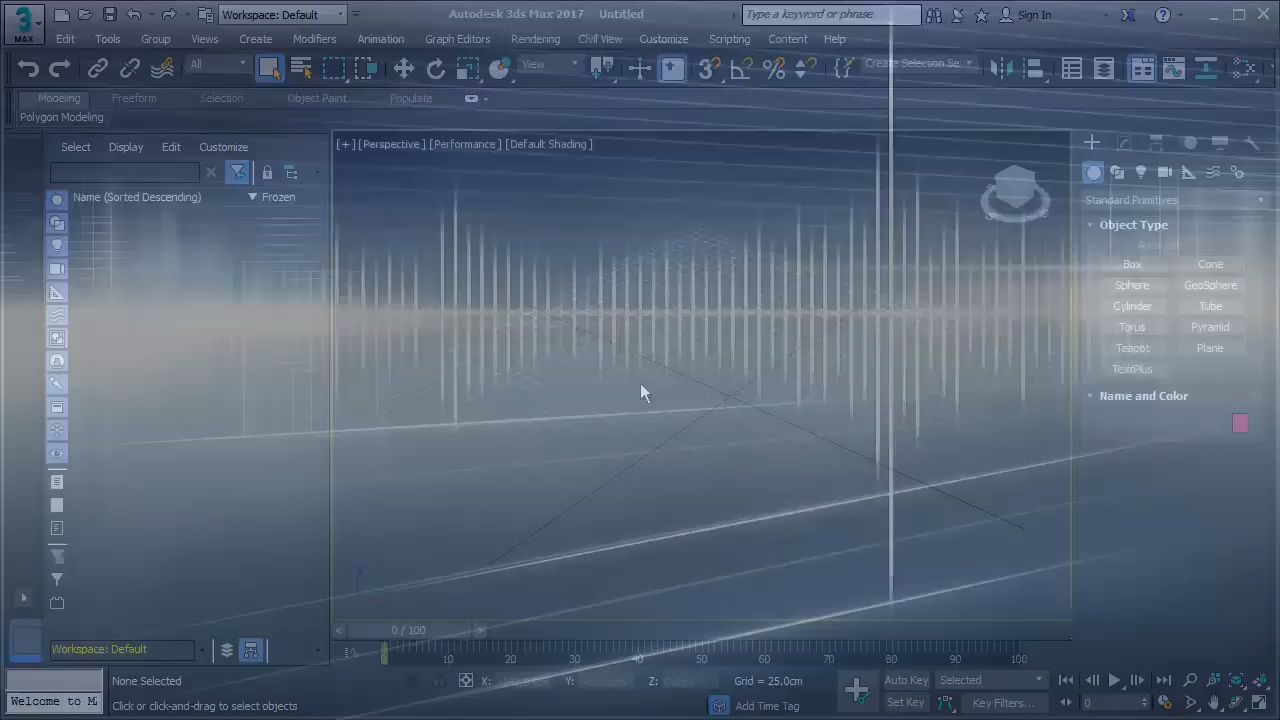 3
MAX
Workspace: Default
Autodesk 3ds Max 2017 Untitled
Type a keyword or phrase
Sign In
Edit Tools Group Views Create Modifiers Animation Graph Editors Rendering Civil View Customize Scripting Content Help
All
View
Create Selection Se
Modeling Freeform Selection Object Paint Populate
Polygon Modeling
Select Display Edit Customize
Name (Sorted Descending) Frozen
[+] [Perspective ] [Performance ] [Default Shading ]
Standard Primitives
Object Type
Box Cone
Sphere GeoSphere
Cylinder Tube
Torus Pyramid
Teapot Plane
TextPlus
Name and Color
Workspace: Default
< 0 / 100 >
0 10 20 30 40 50 60 70 80 90 100
None Selected
X: Y: Z: Grid = 25.0cm
Auto Key Selected
Welcome to M
Click or click-and-drag to select objects
Add Time Tag
Set Key Key Filters...
0